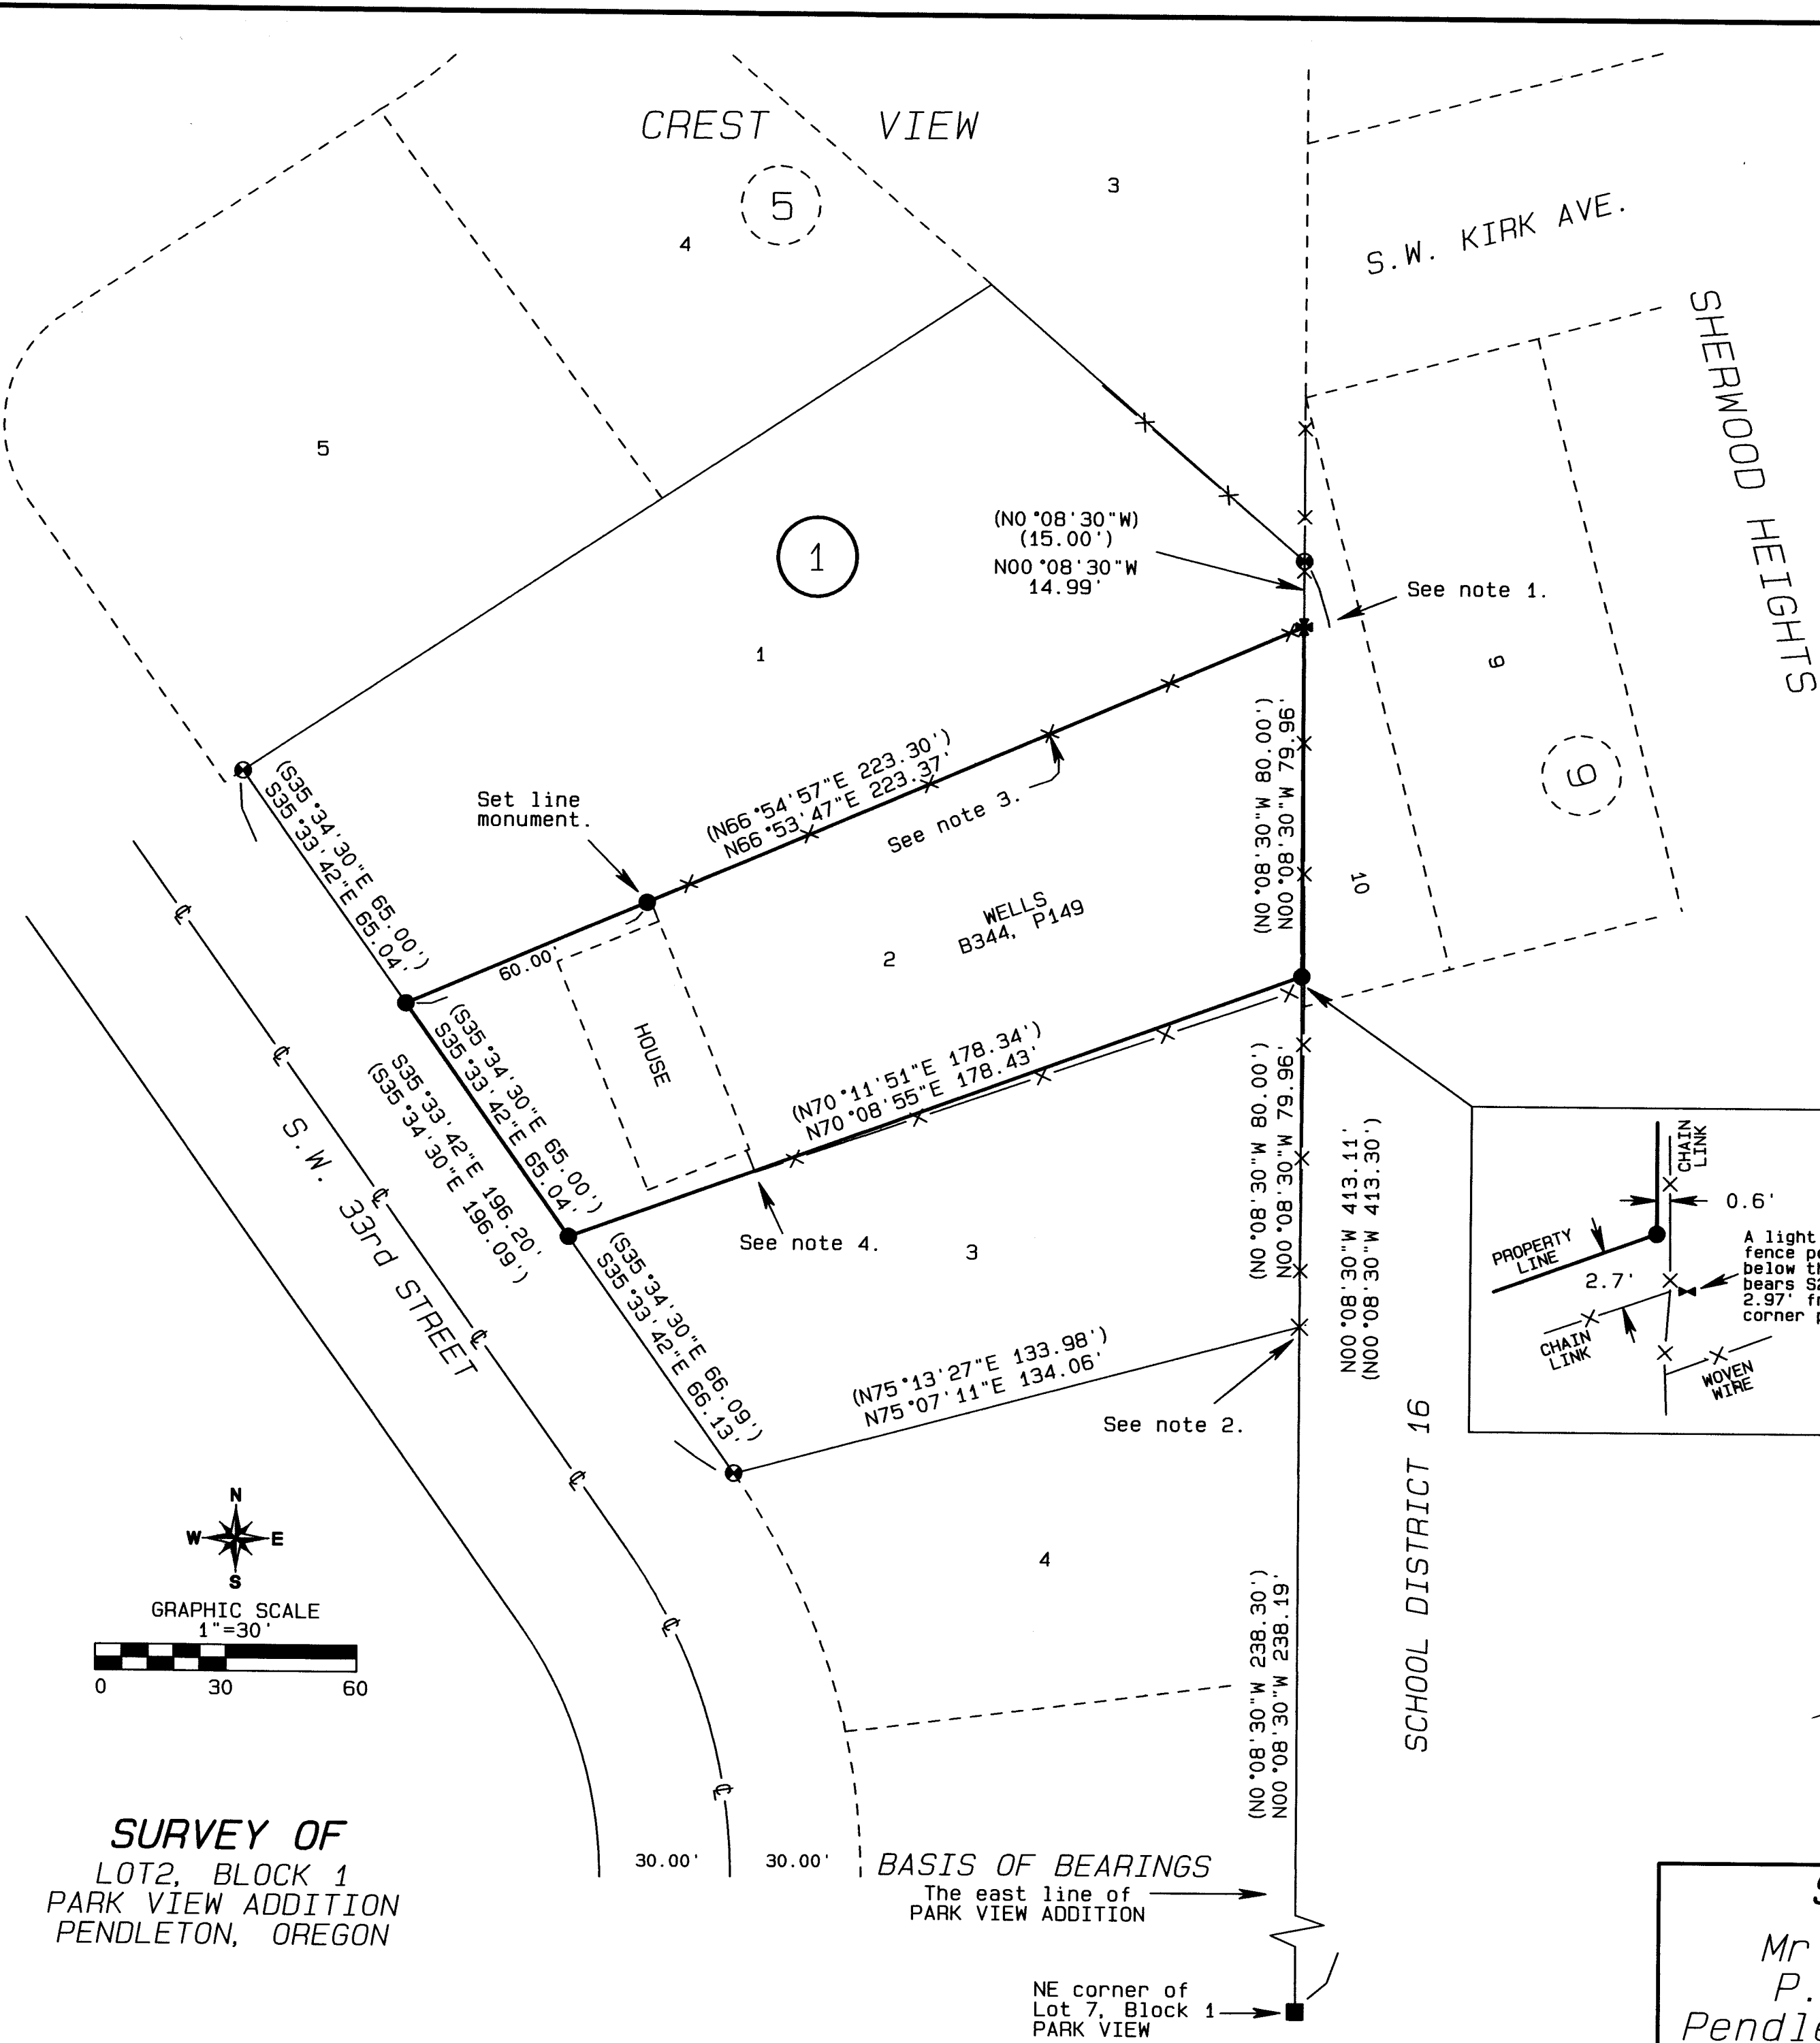 CREST VIEW
5
3
4
S.W. KIRK AVE.
SHERWOOD HEIGHTS
5
(N0°08'30"W)
(15.00')
N00°08'30"W
14.99'
1
See note 1.
1
9
(S35°34'30"E 65.00')
S35°33'42"E 65.04'
Set line
monument.
(N66°54'57"E 223.30')
N66°53'47"E 223.37'
See note 3.
(N0°08'30"W 80.00')
N00°08'30"W 79.96'
9
10
WELLS
B344, P149
2
60.00'
HOUSE
(S35°34'30"E 65.00')
S35°33'42"E 65.04'
S35°33'42"E 196.20'
(S35°34'30"E 196.09')
S.W. 33rd STREET
(N70°11'51"E 178.34')
N70°08'55"E 178.43'
(N0°08'30"W 80.00')
N00°08'30"W 79.96'
N00°08'30"W 413.11'
(N00°08'30"W 413.30')
See note 4.
3
CHAIN
LINK
0.6'
PROPERTY
LINE
2.7'
A light
fence
below
bears
2.97'
corner
CHAIN
LINK
WOVEN
WIRE
(S35°34'30"E 66.09')
S35°33'42"E 66.13'
(N75°13'27"E 133.98')
N75°07'11"E 134.06'
See note 2.
SCHOOL DISTRICT 16
4
N
W E
S
GRAPHIC SCALE
1"=30'
0 30 60
(N0°08'30"W 238.30')
N00°08'30"W 238.19'
SURVEY OF
LOT2, BLOCK 1
PARK VIEW ADDITION
PENDLETON, OREGON
30.00' 30.00'
BASIS OF BEARINGS
The east line of
PARK VIEW ADDITION
NE corner of
Lot 7, Block 1
PARK VIEW
Mr
P.